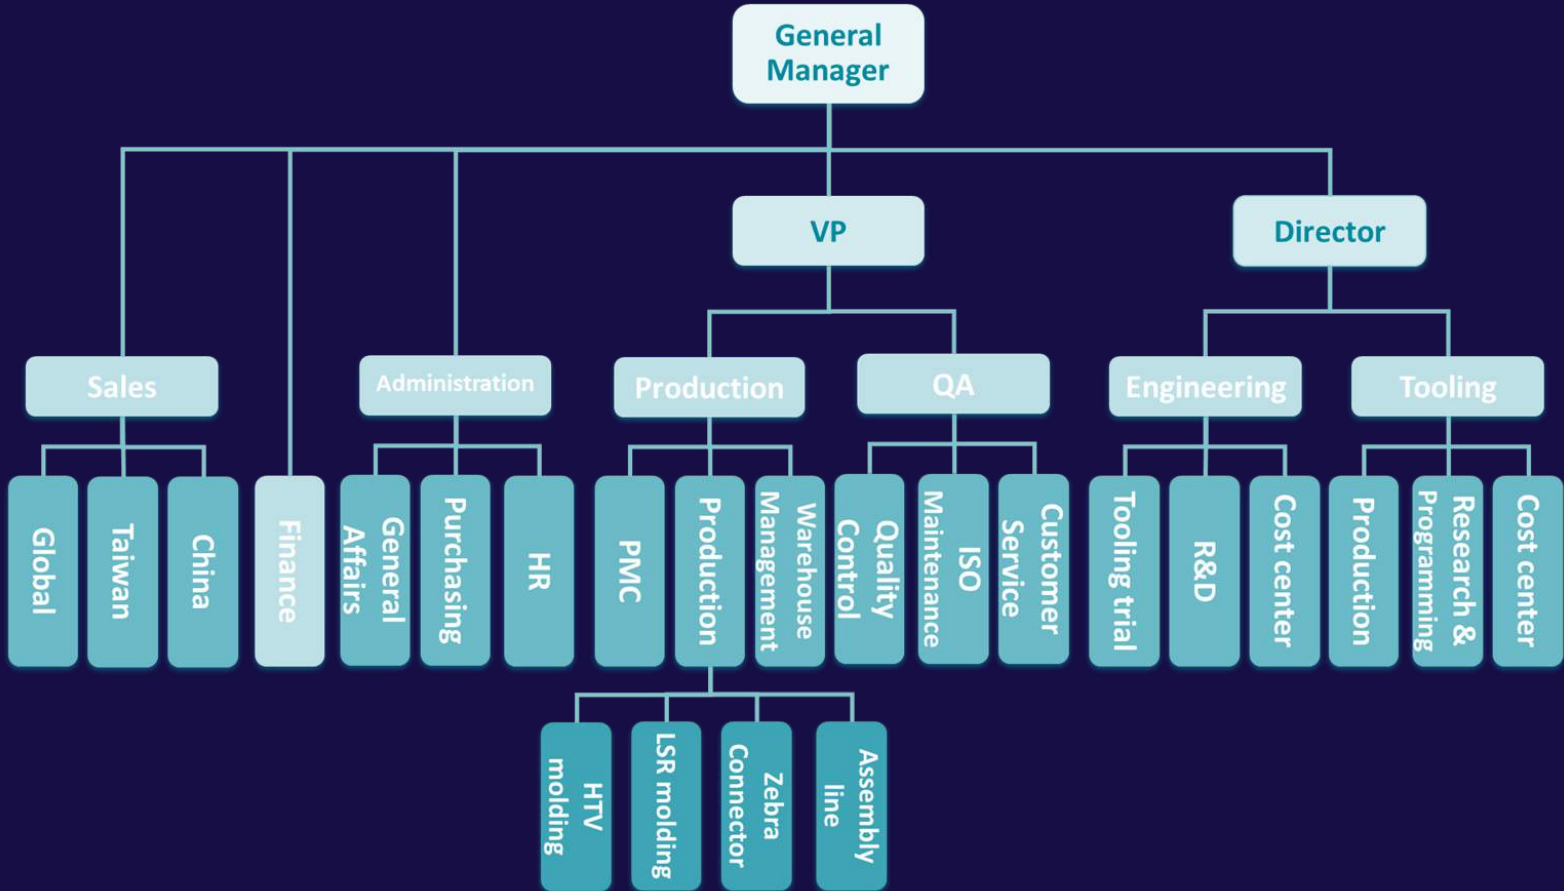 General
Manager
VP
Director
Sales
Administration
Production
QA
Engineering
Tooling
Global
Taiwan
China
Finance
General
Affairs
Purchasing
HR
PMC
Production
Warehouse
Management
Quality
Control
ISO
Maintenance
Customer
Service
Tooling trial
R&D
Cost center
Production
Research &
Programming
Cost center
HTV
molding
LSR molding
Zebra
Connector
Assembly
line